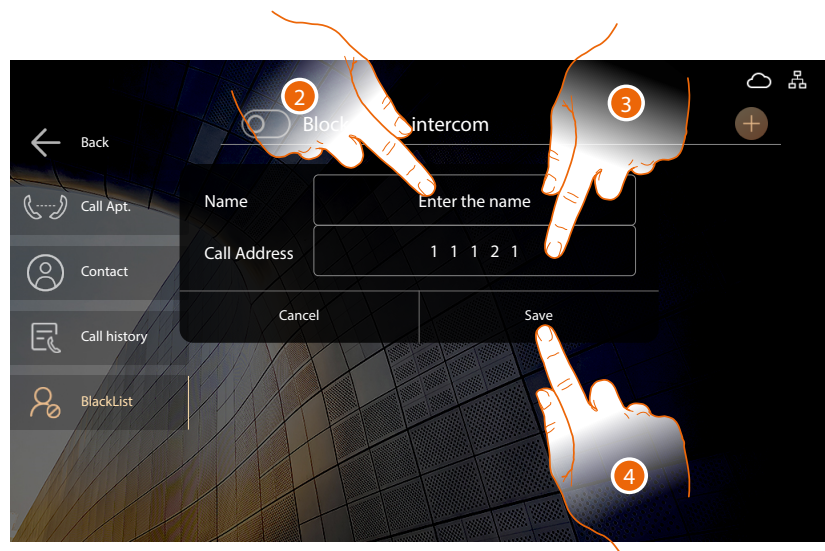 2
3
Bloc intercom
Back
Name
Enter the name
Call Apt.
Call Address
1 1 1 2 1
Contact
Cancel
Save
Call history
BlackList
4